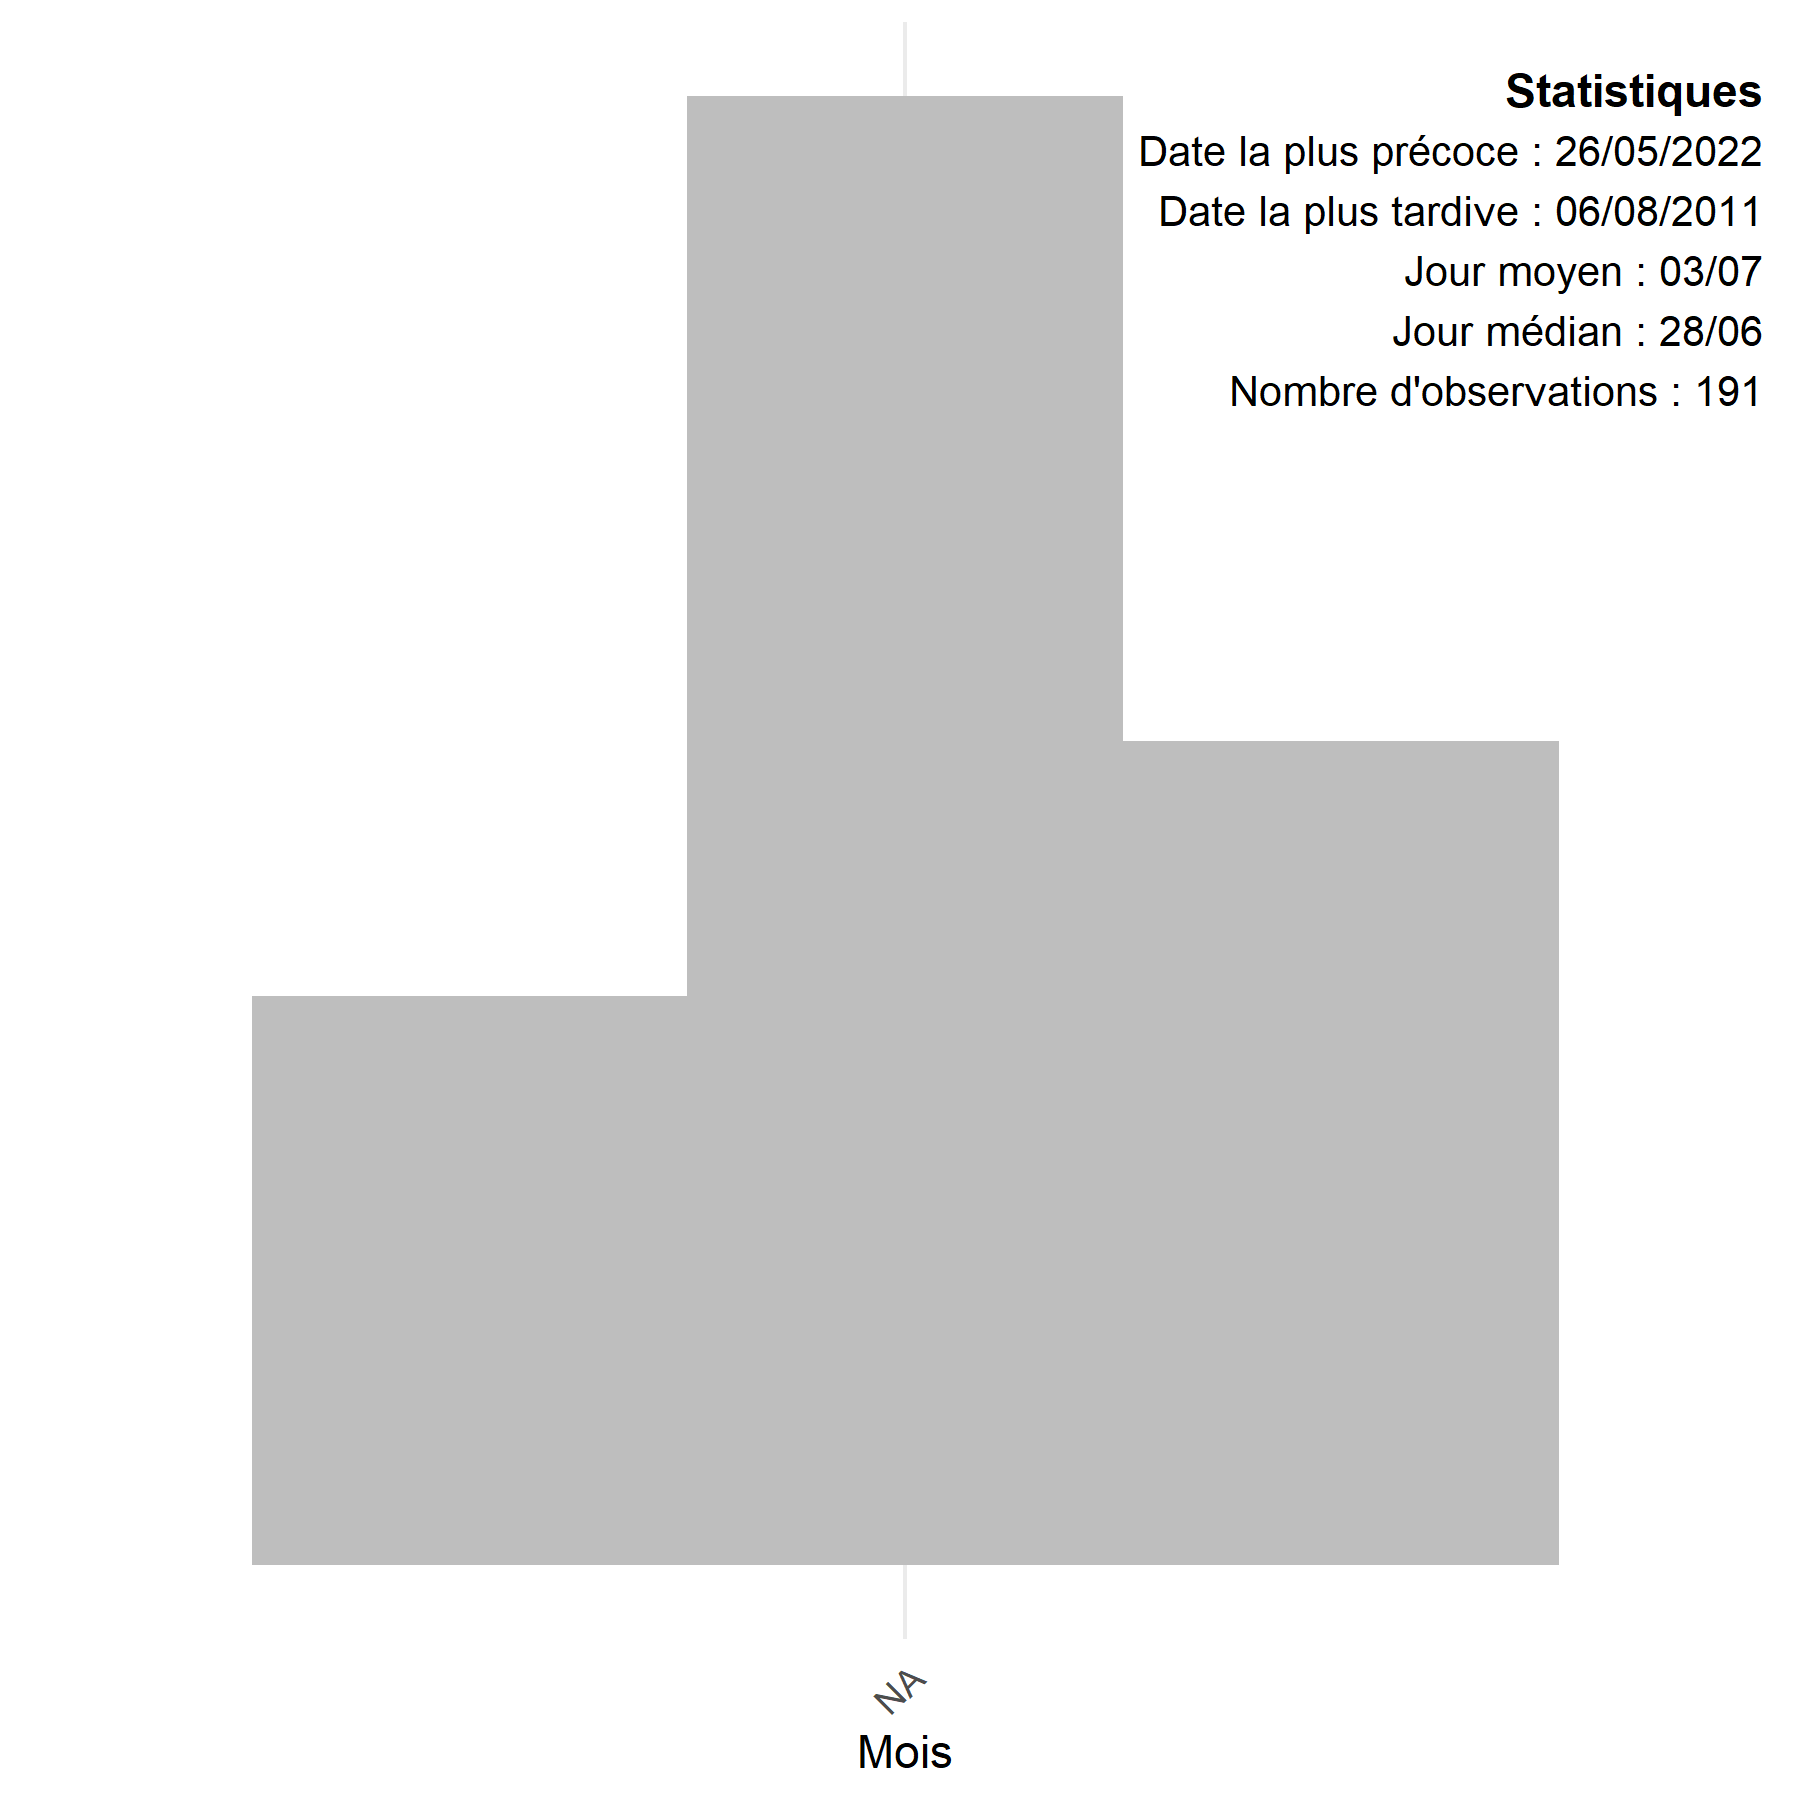 Statistiques
Date la plus précoce : 26/05/2022
Date la plus tardive : 06/08/2011
Jour moyen : 03/07
Jour médian : 28/06
Nombre d'observations : 191
NA
Mois